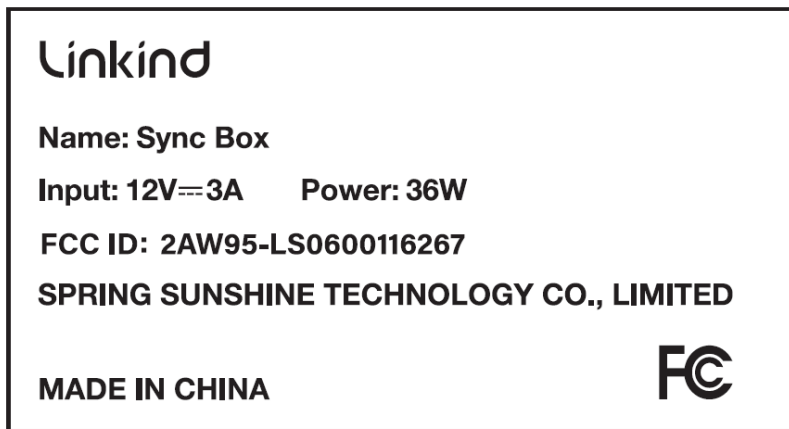 Linkind
Name: Sync Box
Input: 12V⎓3A Power: 36W
FCC ID: 2AW95-LS0600116267
SPRING SUNSHINE TECHNOLOGY CO., LIMITED
MADE IN CHINA
FC